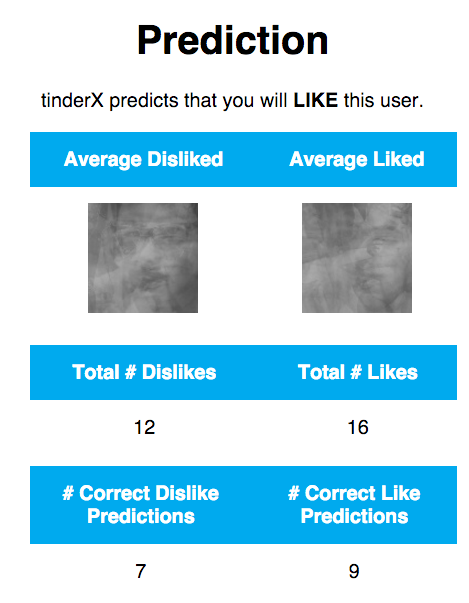 Prediction
tinderX predicts that you will LIKE this user.
Average Disliked
Average Liked
Total # Dislikes
Total # Likes
12
16
# Correct Dislike
Predictions
# Correct Like
Predictions
7
9